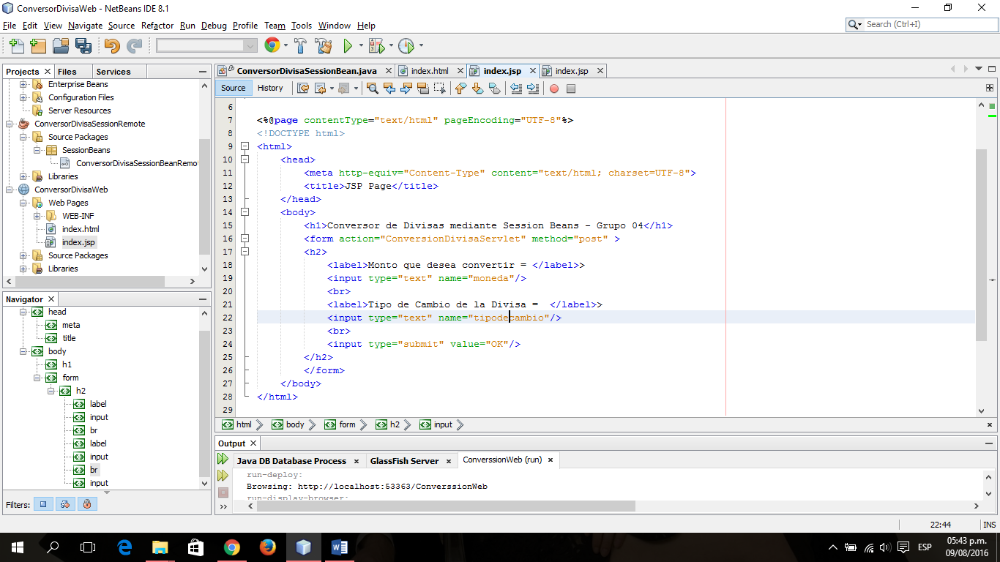 ConversorDivisaWeb - NetBeans IDE 8.1
File Edit View Navigate Source Refactor Run Debug Profile Team Tools Window Help
Search (Ctrl+I)
Projects Files Services
Enterprise Beans
Configuration Files
Server Resources
ConversorDivisaSessionRemote
Source Packages
SessionBeans
ConversorDivisaSessionBeanRemot
Libraries
ConversorDivisaWeb
Web Pages
WEB-INF
index.html
index.jsp
Source Packages
Libraries
Navigator
head
meta
title
body
h1
form
h2
label
input
br
label
input
br
input
Filters:
ConversorDivisaSessionBean.java index.html index.jsp index.jsp
Source History
6
7 <%@page contentType="text/html" pageEncoding="UTF-8"%>
8 <!DOCTYPE html>
9 <html>
10 <head>
11 <meta http-equiv="Content-Type" content="text/html; charset=UTF-8">
12 <title>JSP Page</title>
13 </head>
14 <body>
15 <h1>Conversor de Divisas mediante Session Beans - Grupo 04</h1>
16 <form action="ConversionDivisaServlet" method="post" >
17 <h2>
18 <label>Monto que desea convertir = </label>>
19 <input type="text" name="moneda"/>
20 <br>
21 <label>Tipo de Cambio de la Divisa =  </label>>
22 <input type="text" name="tipodecambio"/>
23 <br>
24 <input type="submit" value="OK"/>
25 </h2>
26 </form>
27 </body>
28 </html>
29
html body form h2 input
Output
Java DB Database Process GlassFish Server ConverssionWeb (run)
run-deploy:
Browsing: http://localhost:53363/ConverssionWeb
run-display-browser:
22:44 INS
ESP
05:43 p.m.
09/08/2016